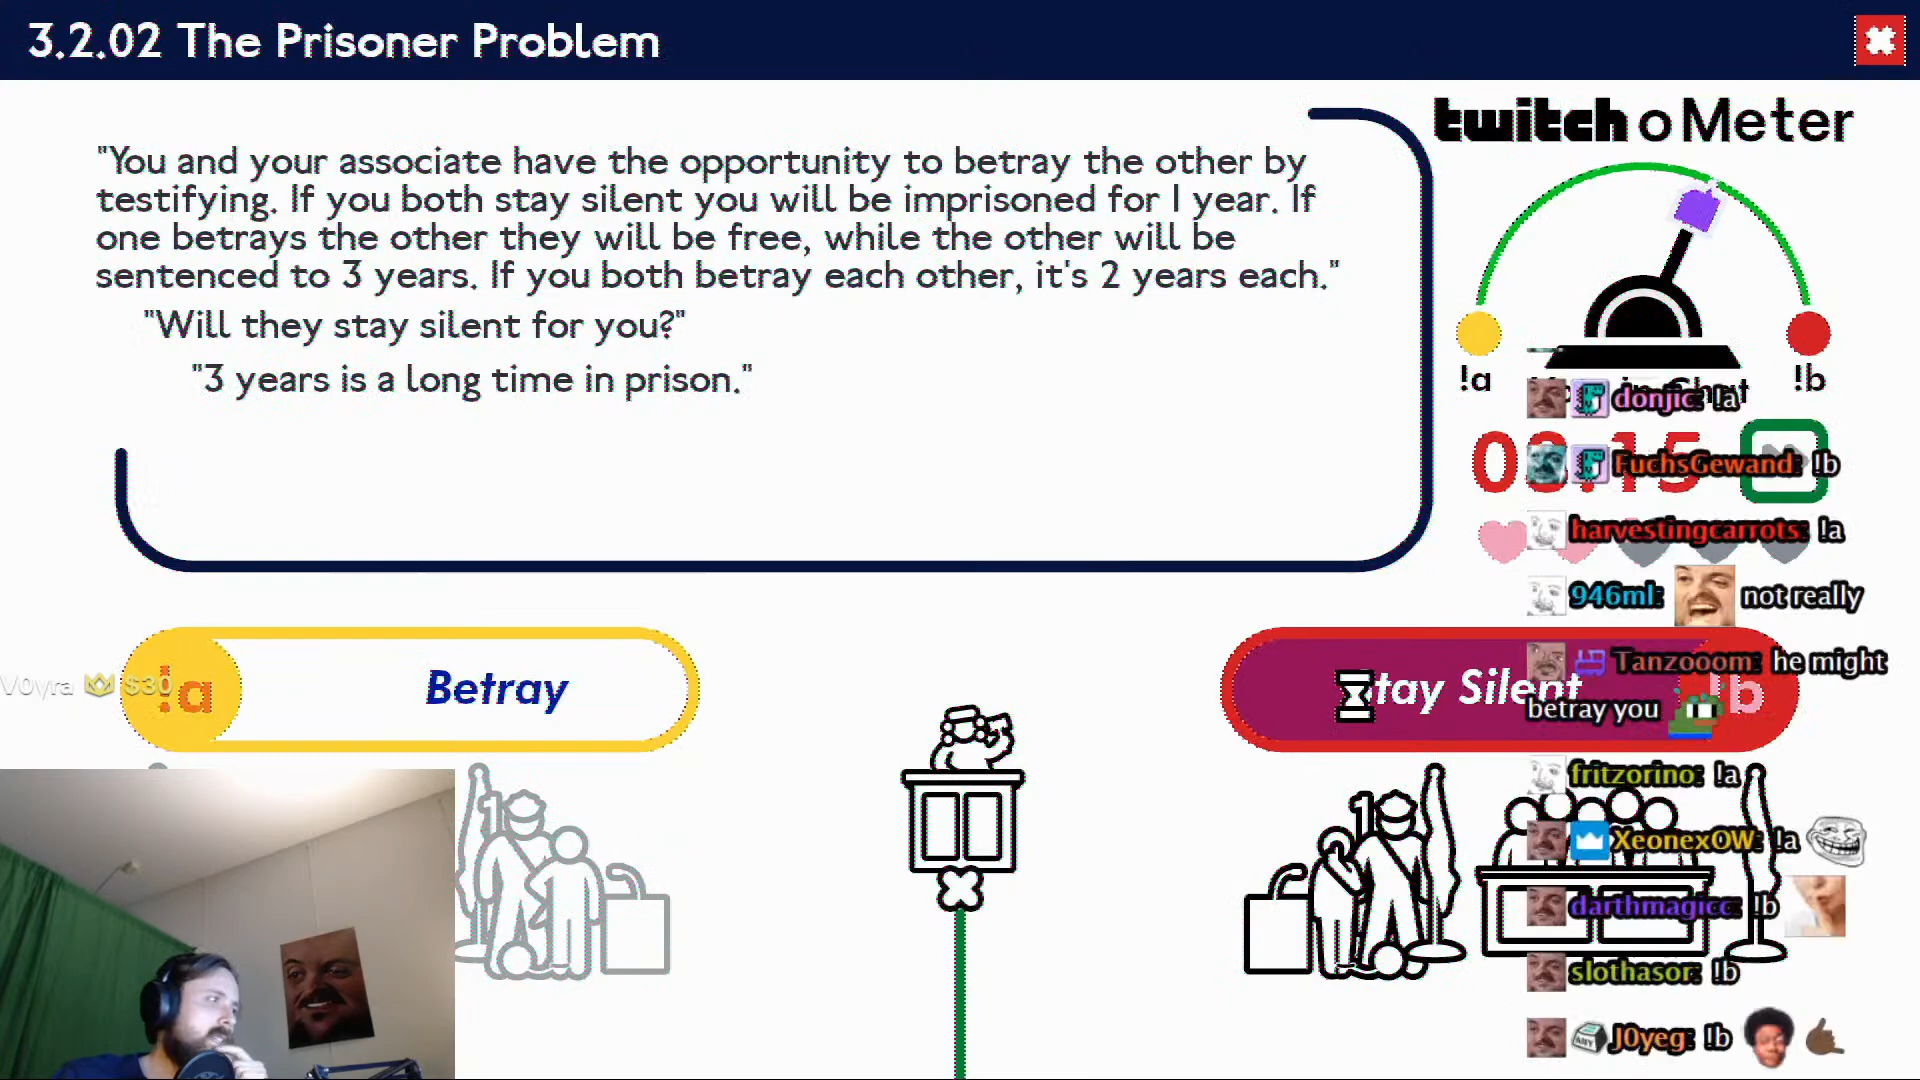 3.2.02 The Prisoner Problem
"You and your associate have the opportunity to betray the other by
testifying. If you both stay silent you will be imprisoned for 1 year. If
one betrays the other they will be free, while the other will be
sentenced to 3 years. If you both betray each other, it's 2 years each."
"Will they stay silent for you?"
"3 years is a long time in prison."
twitch o Meter
!a
!b
donjic: !a
FuchsGewand: !b
harvestingcarrots: !a
946ml: not really
Tanzooom: he might
betray you
fritzorino: !a
XeonexOW: !a
darthmagicc: !b
slothasor: !b
J0yeg: !b
V0yra $30
!a Betray
Stay Silent !b
1
1